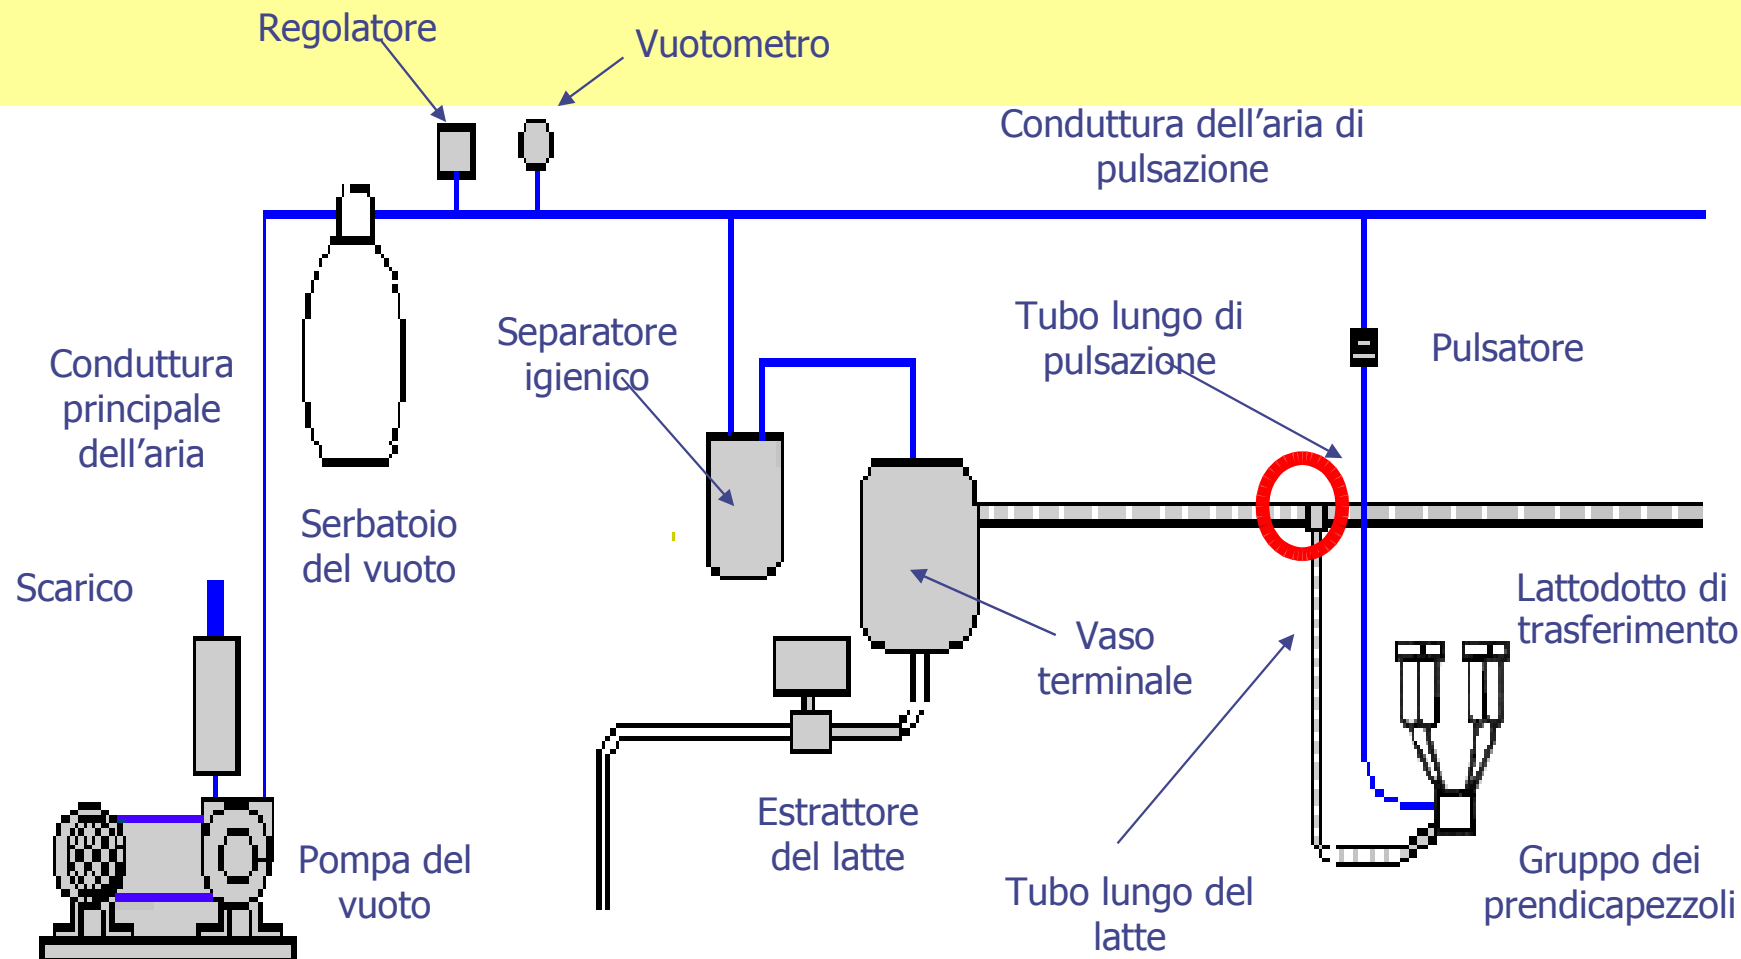 Regolatore
Vuotometro
Conduttura dell’aria di
pulsazione
Tubo lungo di
pulsazione
Pulsatore
Separatore
igienico
Conduttura
principale
dell’aria
Serbatoio
del vuoto
Scarico
Lattodotto di
trasferimento
Vaso
terminale
Estrattore
del latte
Pompa del
vuoto
Tubo lungo del
latte
Gruppo dei
prendicapezzoli